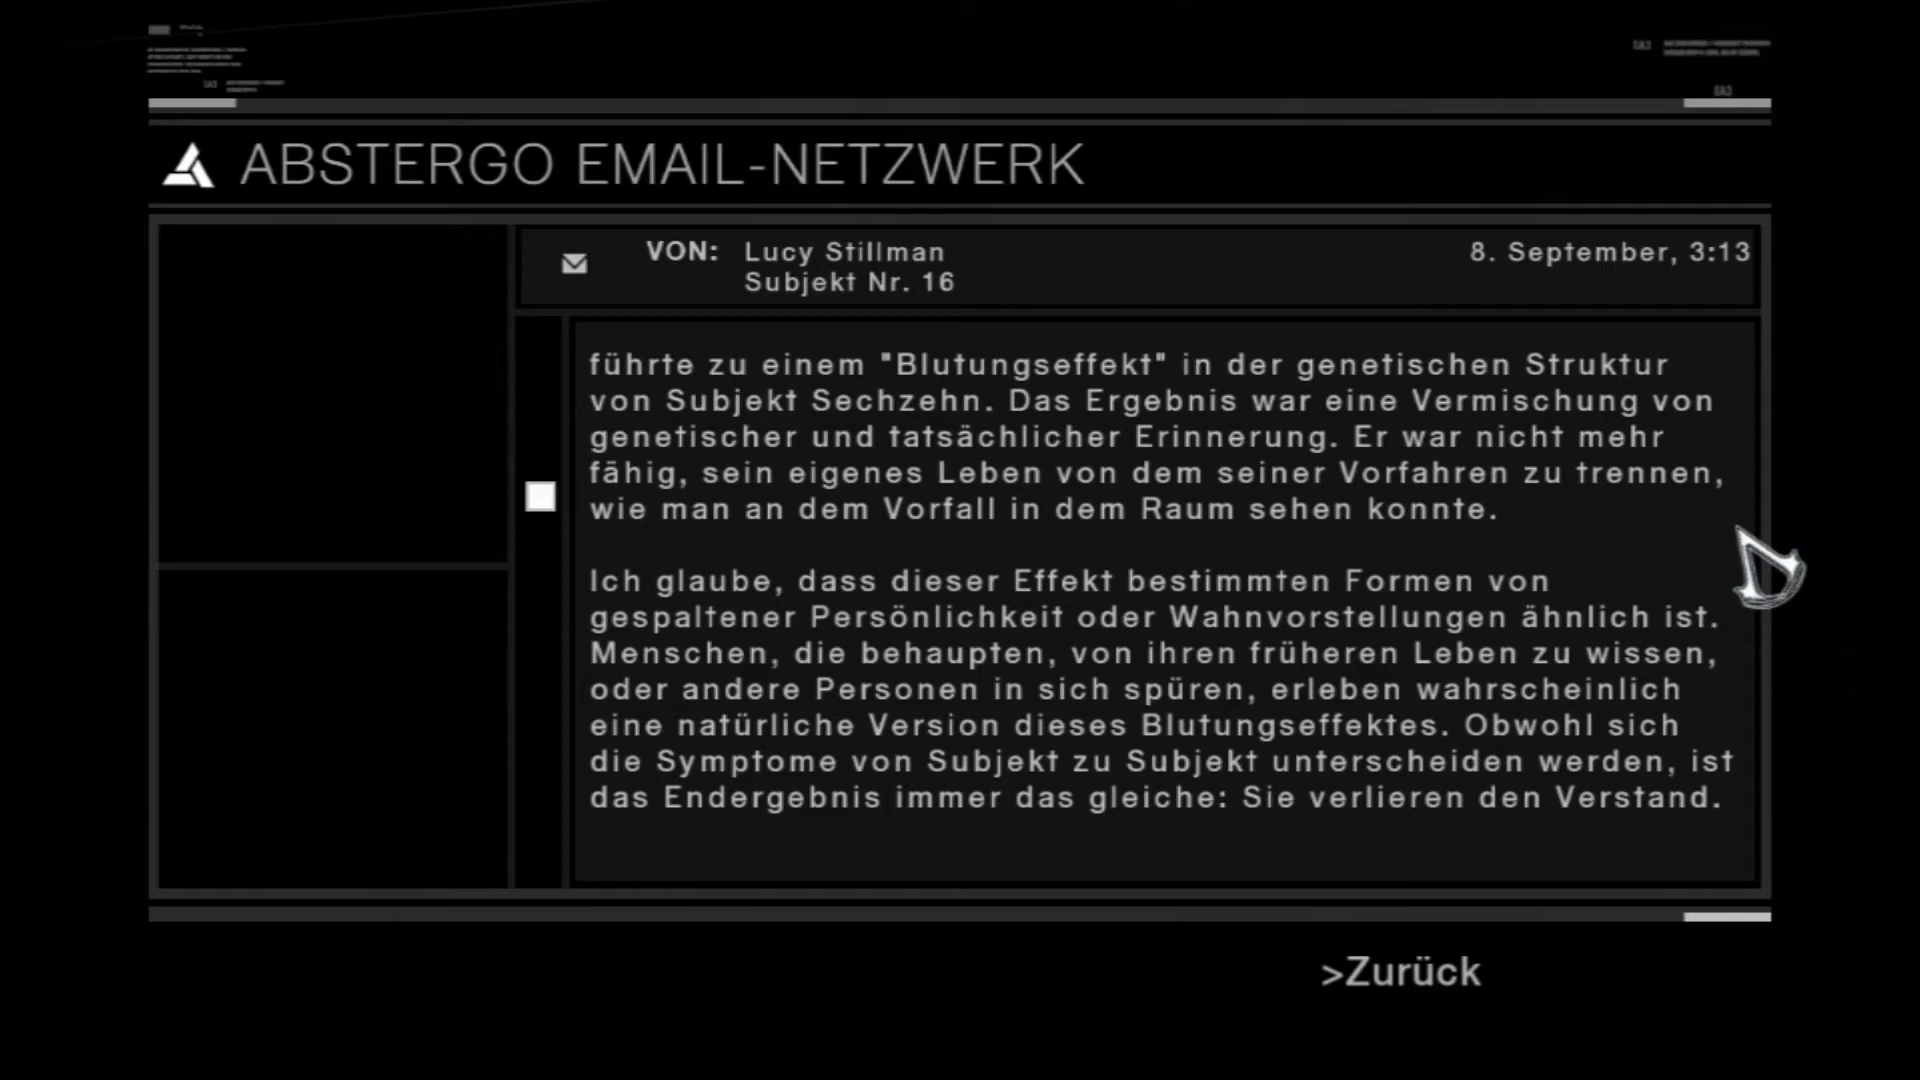 ABSTERGO EMAIL-NETZWERK
VON: Lucy Stillman
8. September, 3:13
Subjekt Nr. 16
führte zu einem "Blutungseffekt" in der genetischen Struktur
von Subjekt Sechzehn. Das Ergebnis war eine Vermischung von
genetischer und tatsächlicher Erinnerung. Er war nicht mehr
fähig, sein eigenes Leben von dem seiner Vorfahren zu trennen,
wie man an dem Vorfall in dem Raum sehen konnte.
Ich glaube, dass dieser Effekt bestimmten Formen von
gespaltener Persönlichkeit oder Wahnvorstellungen ähnlich ist.
Menschen, die behaupten, von ihren früheren Leben zu wissen,
oder andere Personen in sich spüren, erleben wahrscheinlich
eine natürliche Version dieses Blutungseffektes. Obwohl sich
die Symptome von Subjekt zu Subjekt unterscheiden werden, ist
das Endergebnis immer das gleiche: Sie verlieren den Verstand.
>Zurück